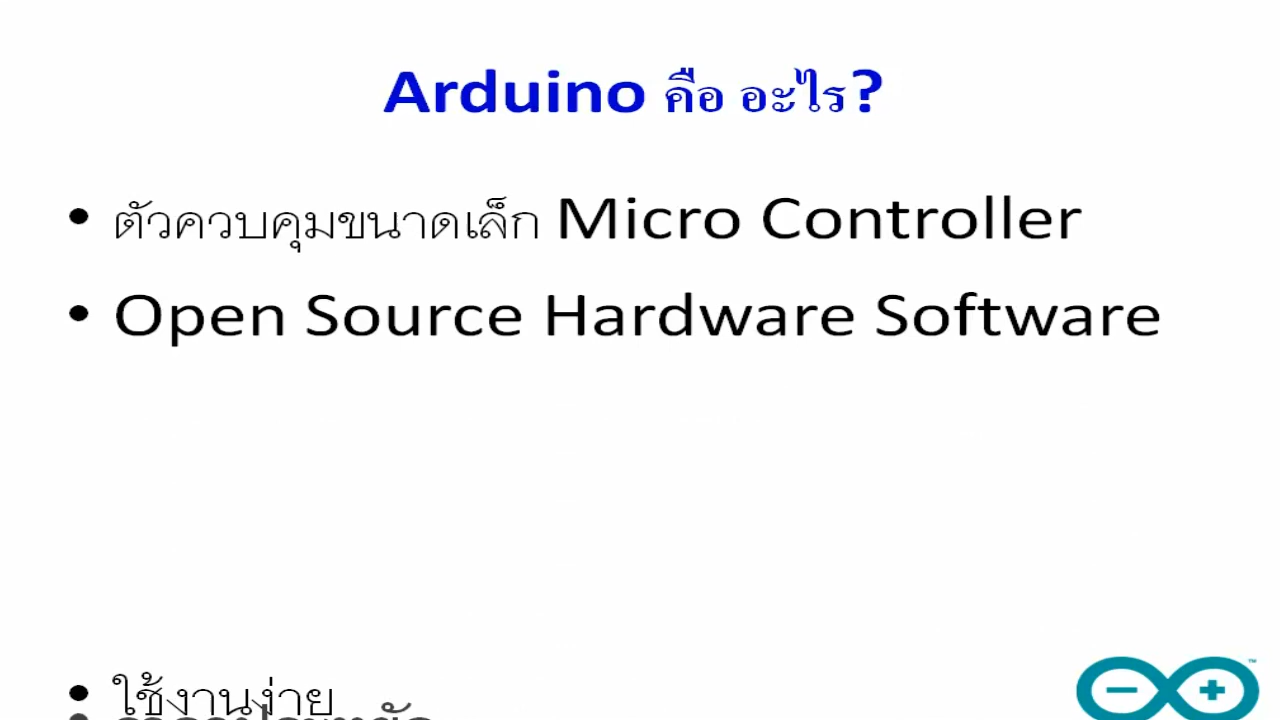 Arduino คือ อะไร?
• ตัวควบคุมขนาดเล็ก Micro Controller
• Open Source Hardware Software
• ใช้งานง่าย